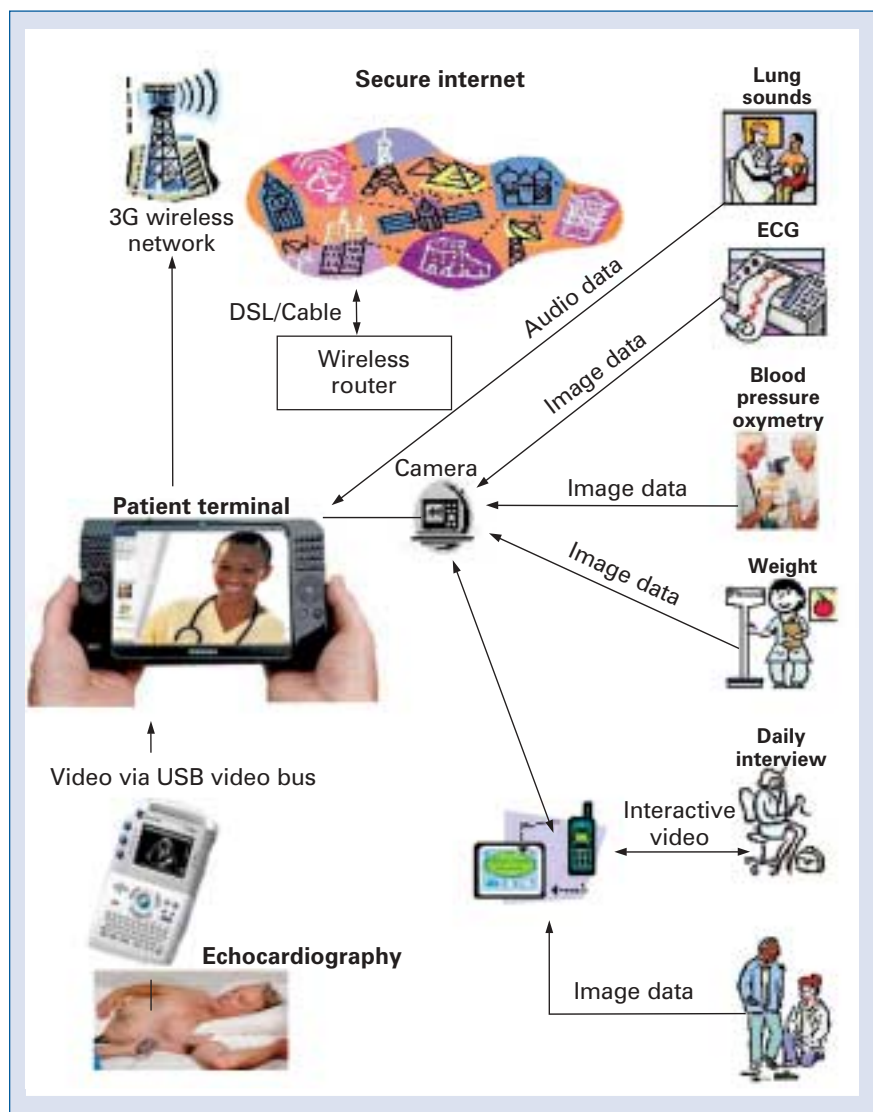 Secure internet
Lung
sounds
3G wireless
network
ECG
Audio data
DSL/Cable
Wireless
router
Image data
Blood
pressure
oxymetry
Camera
Patient terminal
Image data
Image data
Weight
Daily
interview
Video via USB video bus
Interactive
video
Echocardiography
Image data